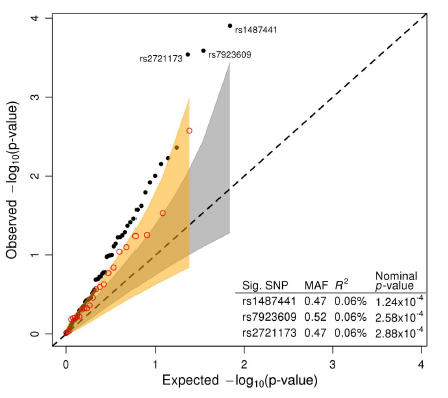 4
3
2
1
0
Observed −log₁₀(p-value)
rs1487441
rs7923609
rs2721173
Sig. SNP MAF R² Nominal p-value
rs1487441 0.47 0.06% 1.24x10⁻⁴
rs7923609 0.52 0.06% 2.58x10⁻⁴
rs2721173 0.47 0.06% 2.88x10⁻⁴
0 1 2 3 4
Expected −log₁₀(p-value)